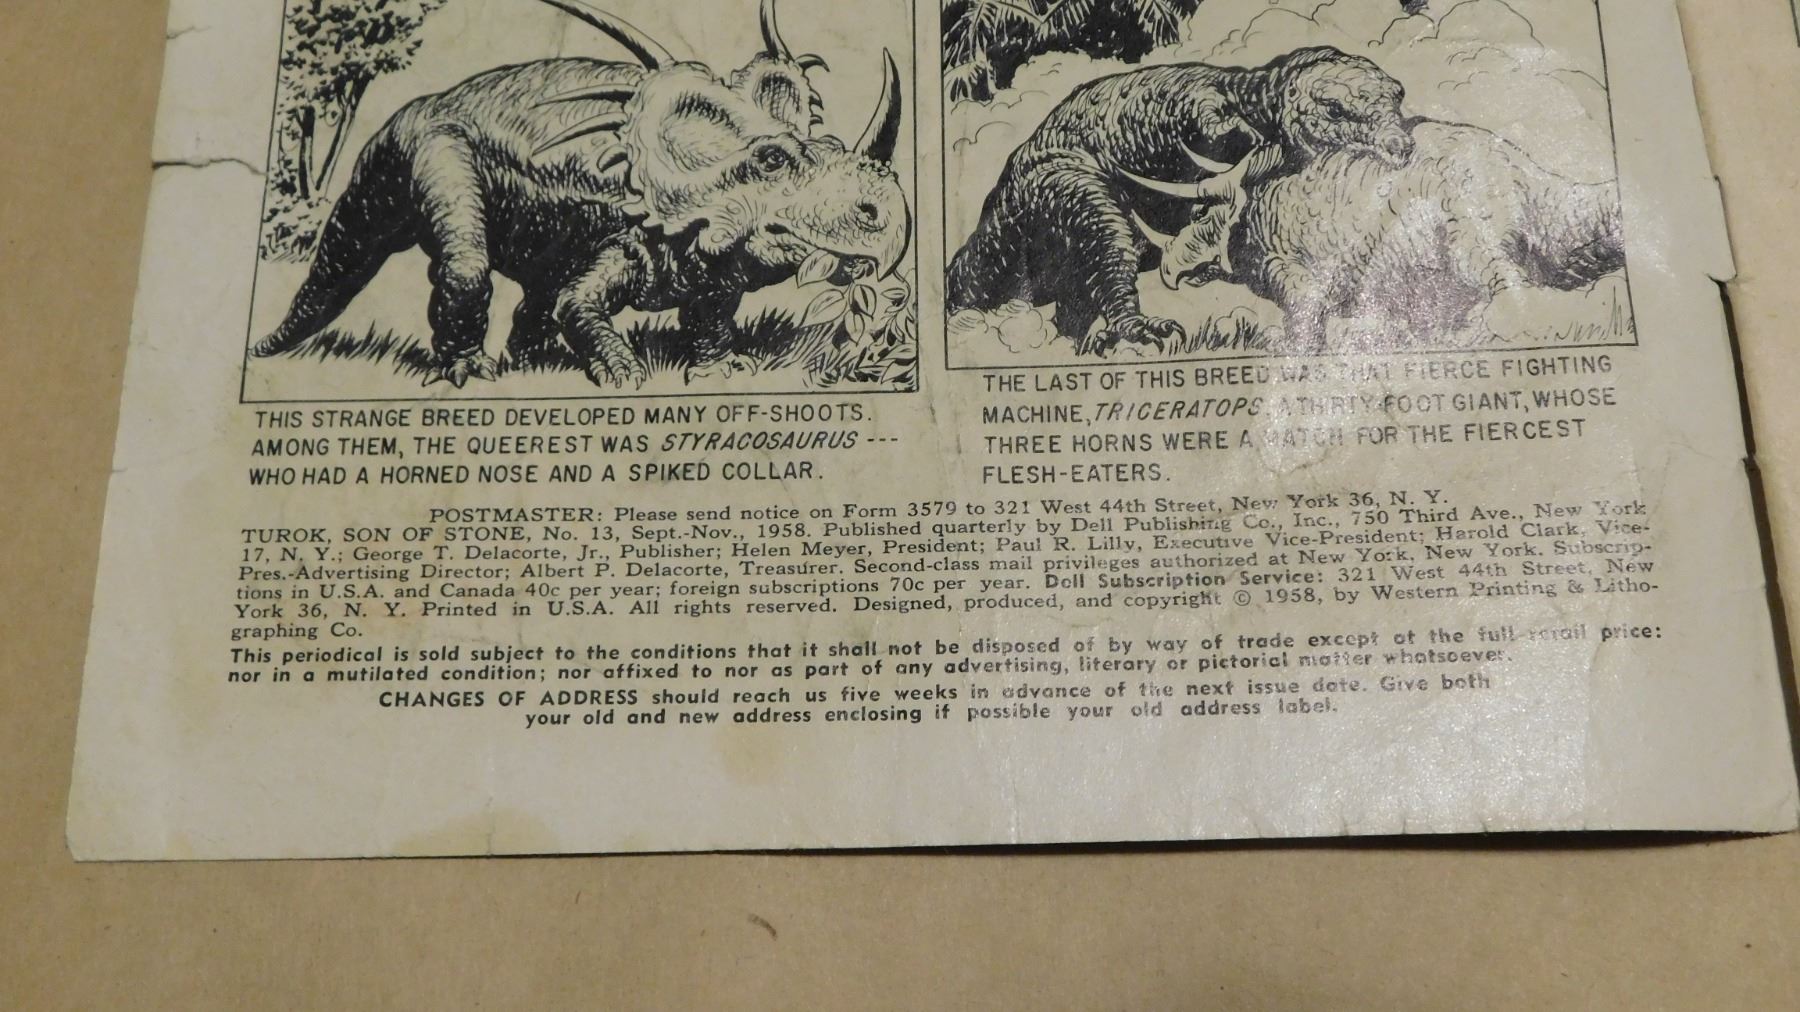 THIS STRANGE BREED DEVELOPED MANY OFF-SHOOTS.
AMONG THEM, THE QUEEREST WAS STYRACOSAURUS ---
WHO HAD A HORNED NOSE AND A SPIKED COLLAR.
THE LAST OF THIS BREED WAS THAT FIERCE FIGHTING
MACHINE, TRICERATOPS, A THIRTY-FOOT GIANT, WHOSE
THREE HORNS WERE A MATCH FOR THE FIERCEST
FLESH-EATERS.
POSTMASTER: Please send notice on Form 3579 to 321 West 44th Street, New York 36, N. Y.
TUROK, SON OF STONE, No. 13, Sept.-Nov., 1958. Published quarterly by Dell Publishing Co., Inc., 750 Third Ave., New York
17, N. Y.; George T. Delacorte, Jr., Publisher; Helen Meyer, President; Paul R. Lilly, Executive Vice-President; Harold Clark, Vice-
Pres.-Advertising Director; Albert P. Delacorte, Treasurer. Second-class mail privileges authorized at New York, New York. Subscrip-
tions in U.S.A. and Canada 40c per year; foreign subscriptions 70c per year. Dell Subscription Service: 321 West 44th Street, New
York 36, N. Y. Printed in U.S.A. All rights reserved. Designed, produced, and copyright © 1958, by Western Printing & Litho-
graphing Co.
This periodical is sold subject to the conditions that it shall not be disposed of by way of trade except at the full retail price:
nor in a mutilated condition; nor affixed to nor as part of any advertising, literary or pictorial matter whatsoever.
CHANGES OF ADDRESS should reach us five weeks in advance of the next issue date. Give both
your old and new address enclosing if possible your old address label.